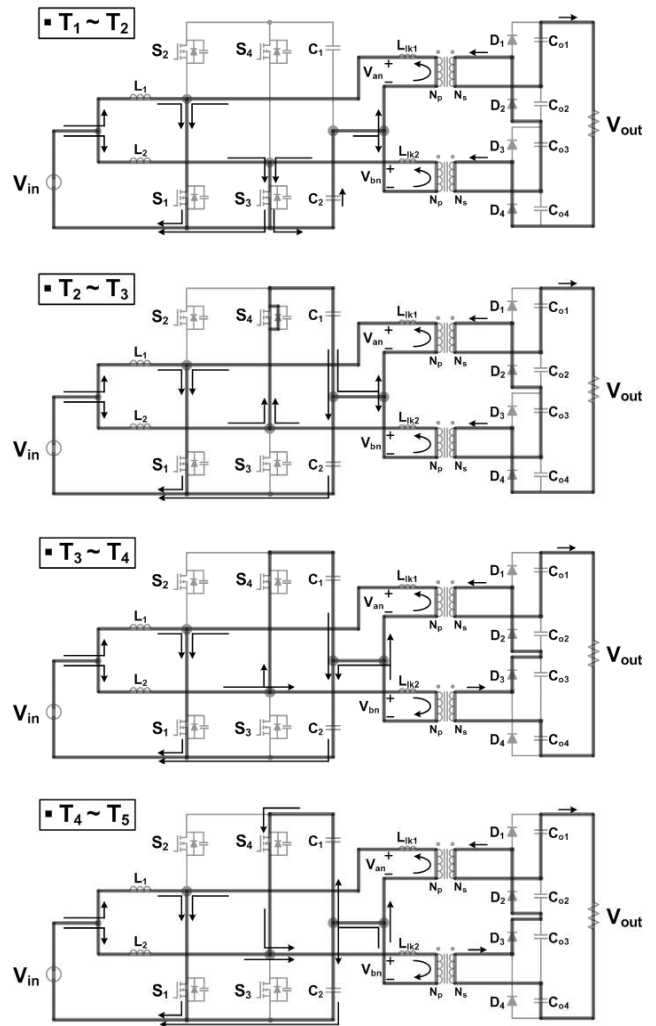 ▪ T1 ~ T2
S2
S4
C1
Llk1
Van
+
−
Np
Ns
D1
Co1
L1
D2
Co2
Vout
L2
Vin
Llk2
Vbn
+
−
Np
Ns
D3
Co3
S1
S3
C2
D4
Co4
▪ T2 ~ T3
S2
S4
C1
Llk1
Van
+
−
Np
Ns
D1
Co1
L1
D2
Co2
Vout
L2
Vin
Llk2
Vbn
+
−
Np
Ns
D3
Co3
S1
S3
C2
D4
Co4
▪ T3 ~ T4
S2
S4
C1
Llk1
Van
+
−
Np
Ns
D1
Co1
L1
D2
Co2
Vout
L2
Vin
Llk2
Vbn
+
−
Np
Ns
D3
Co3
S1
S3
C2
D4
Co4
▪ T4 ~ T5
S2
S4
C1
Llk1
Van
+
−
Np
Ns
D1
Co1
L1
D2
Co2
Vout
L2
Vin
Llk2
Vbn
+
−
Np
Ns
D3
Co3
S1
S3
C2
D4
Co4